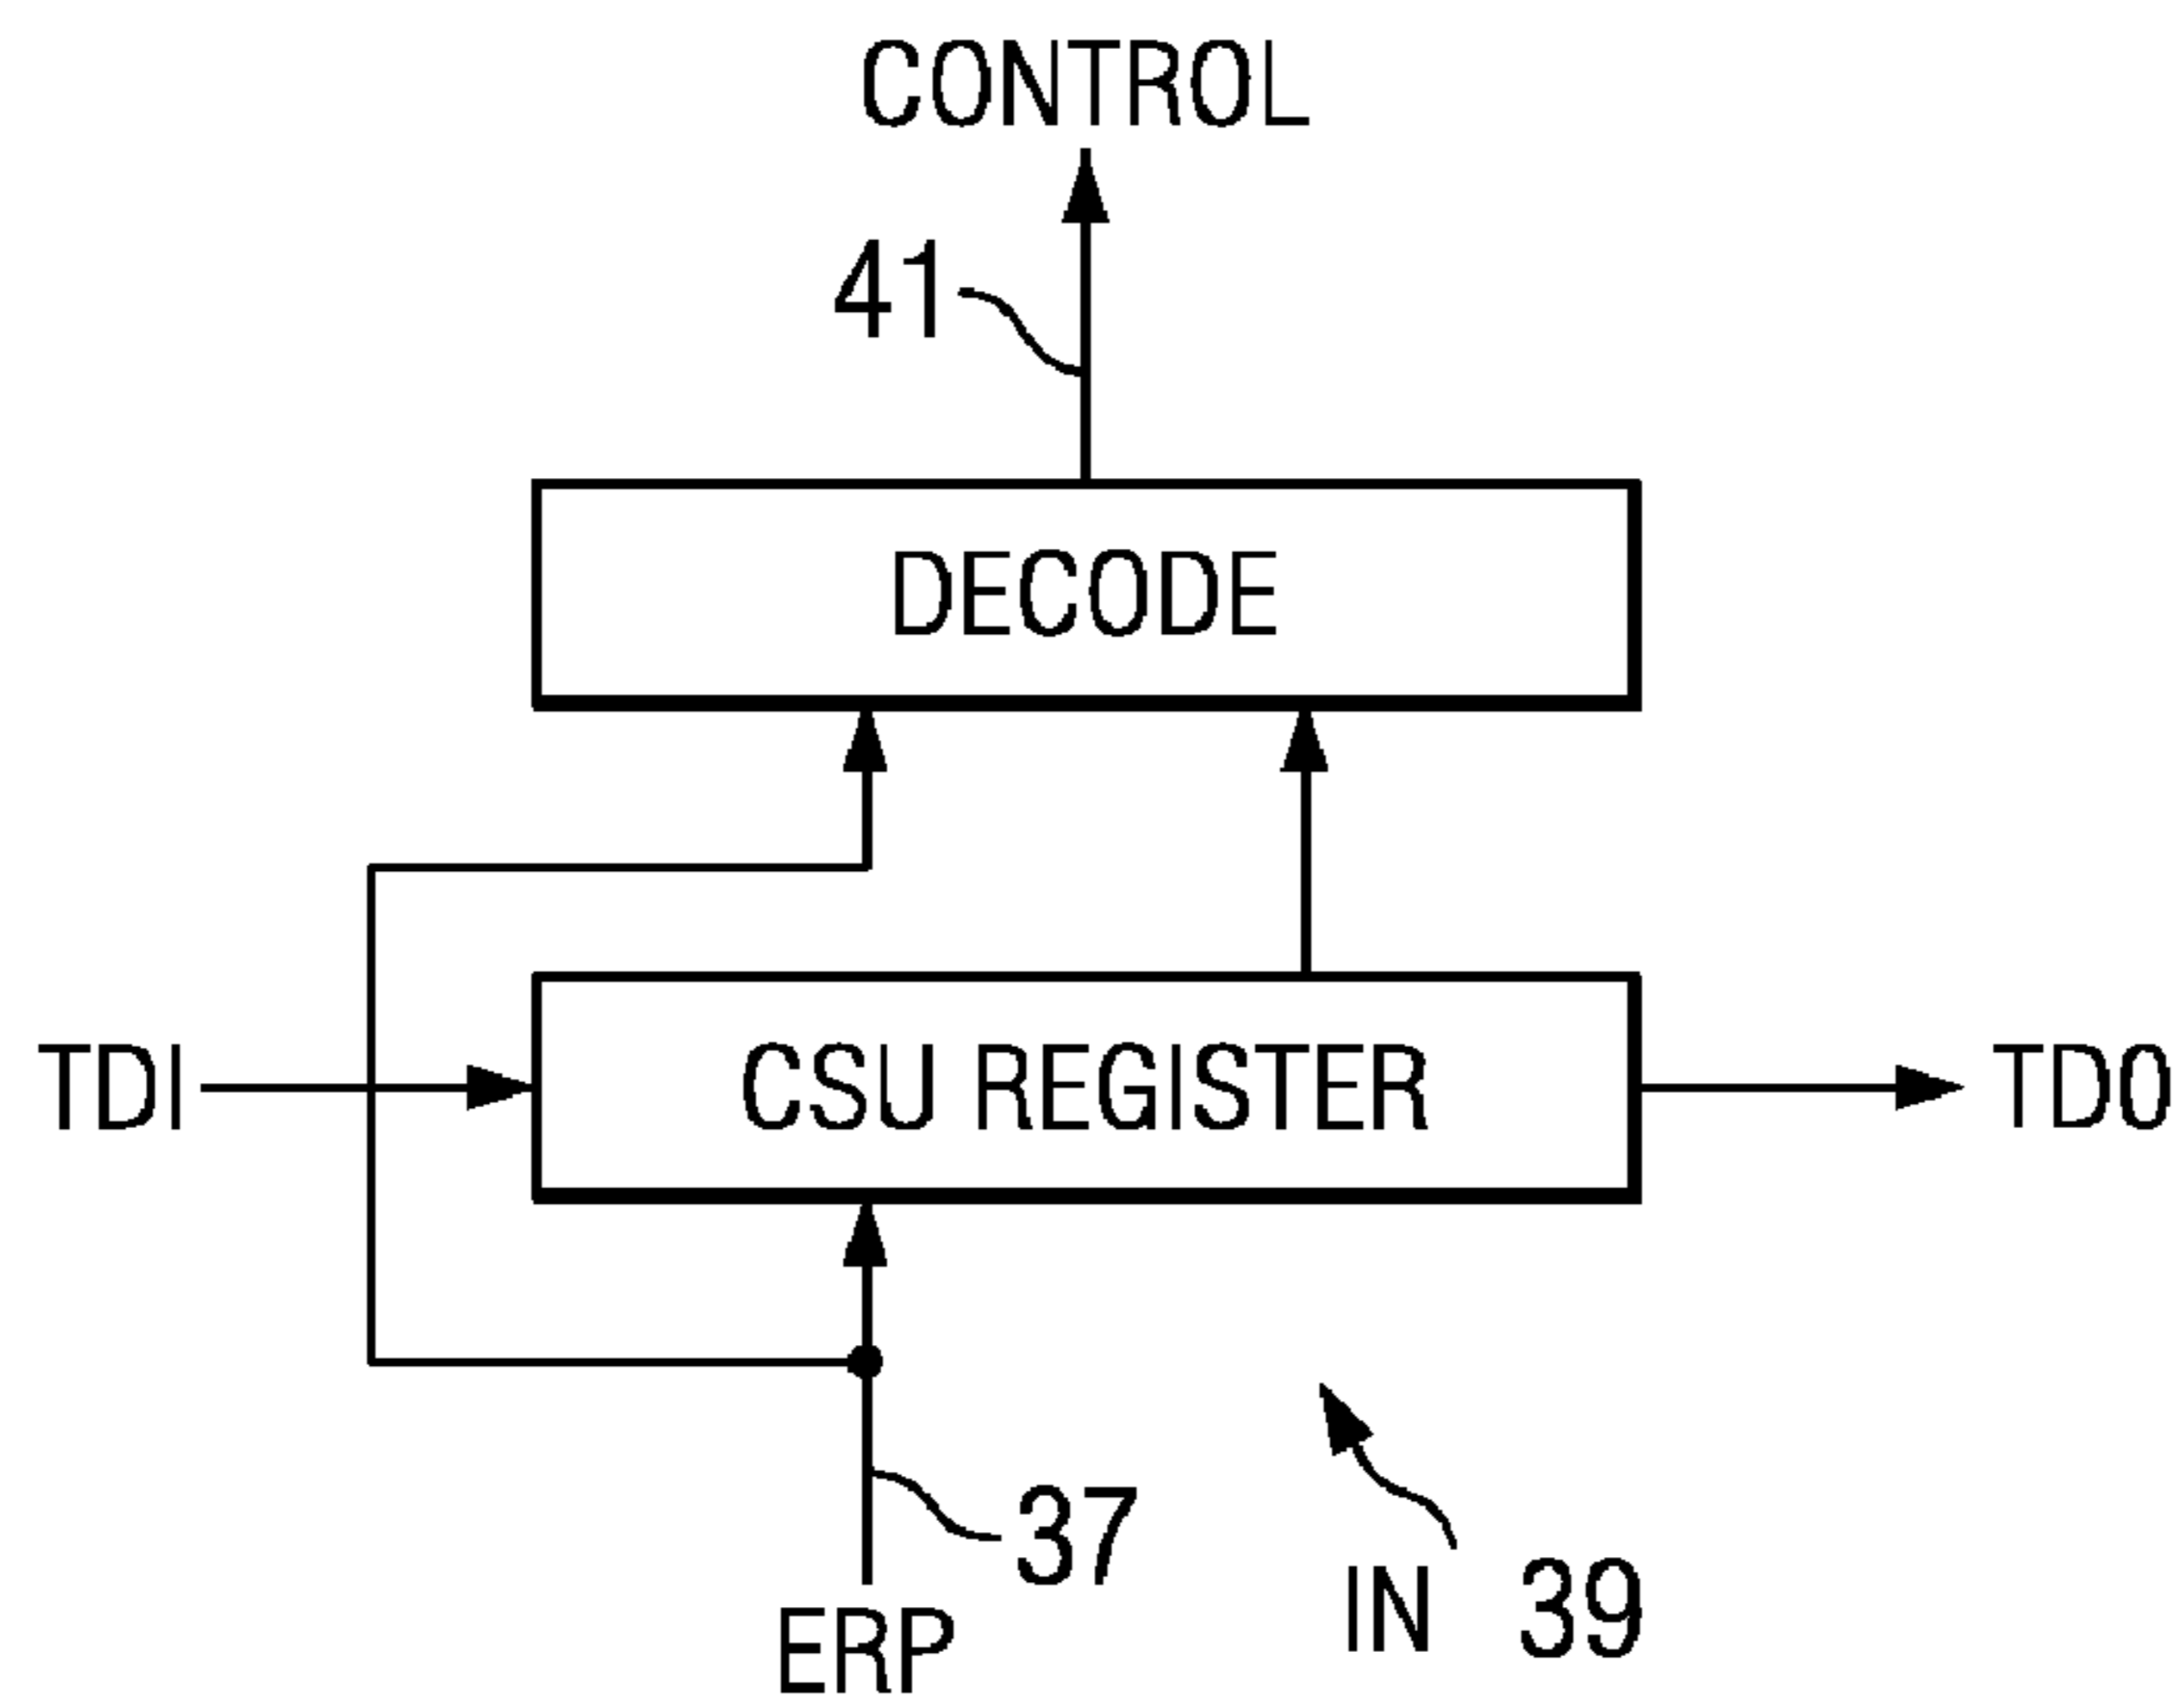 CONTROL
41
DECODE
TDI
CSU REGISTER
TDO
37
ERP
IN 39